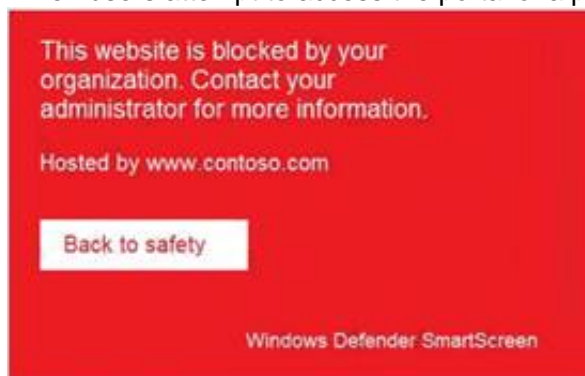 This website is blocked by your
organization. Contact your
administrator for more information.
Hosted by www.contoso.com
Back to safety
Windows Defender SmartScreen